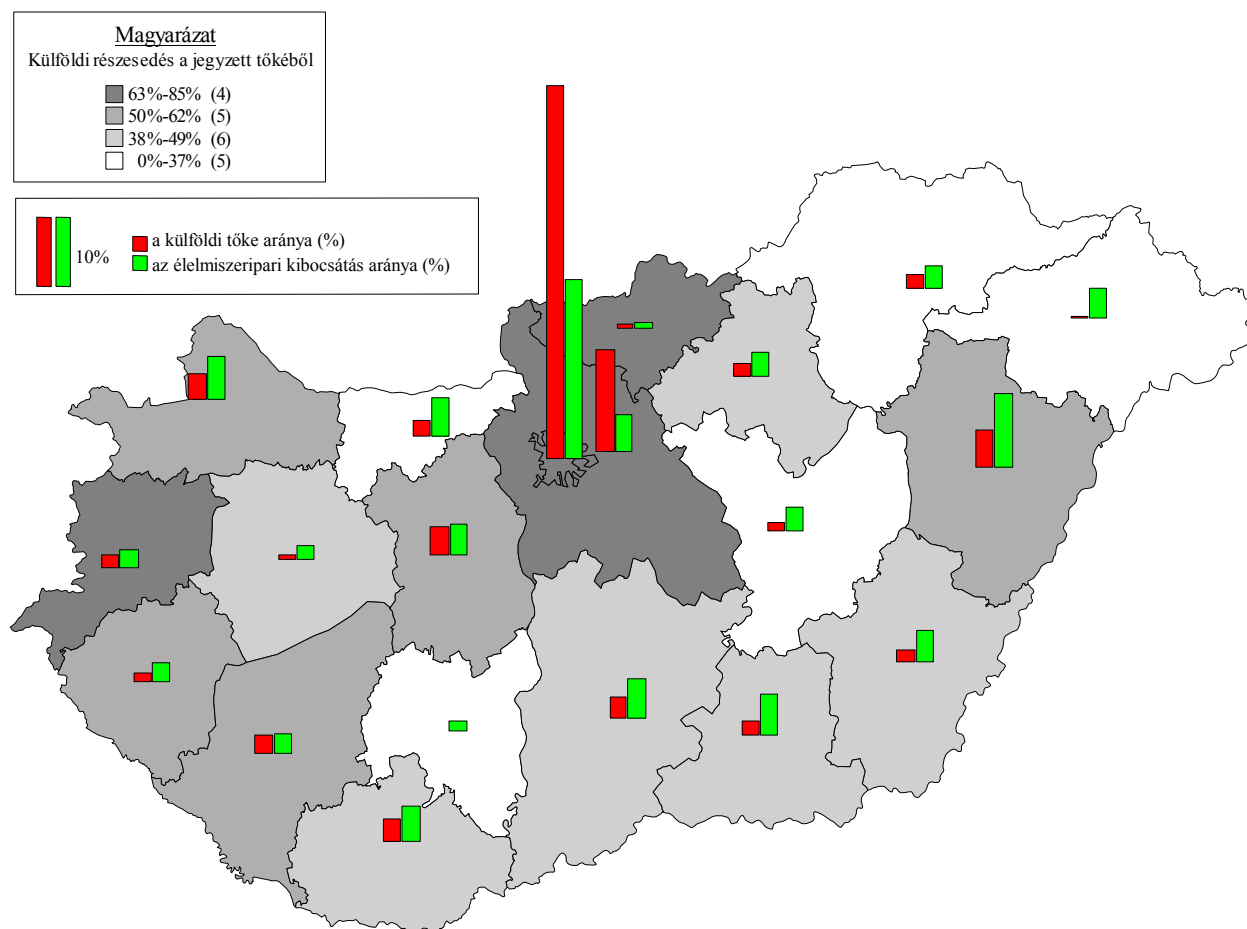 Magyarázat
Külföldi részesedés a jegyzett tőkéből
63%-85% (4)
50%-62% (5)
38%-49% (6)
0%-37% (5)
10%
a külföldi tőke aránya (%)
az élelmiszeripari kibocsátás aránya (%)